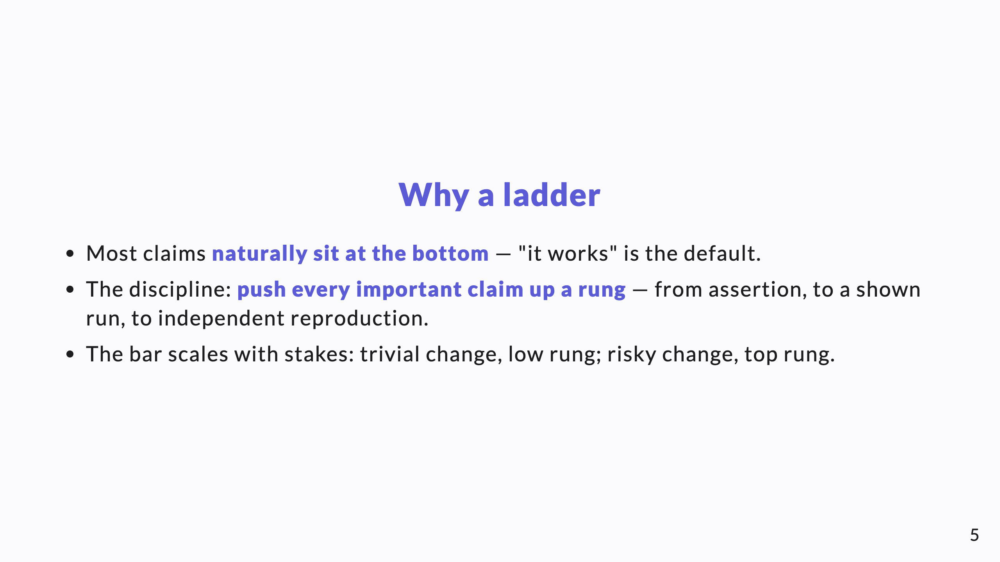 Why a ladder
• Most claims naturally sit at the bottom — "it works" is the default.
• The discipline: push every important claim up a rung — from assertion, to a shown
run, to independent reproduction.
• The bar scales with stakes: trivial change, low rung; risky change, top rung.
5